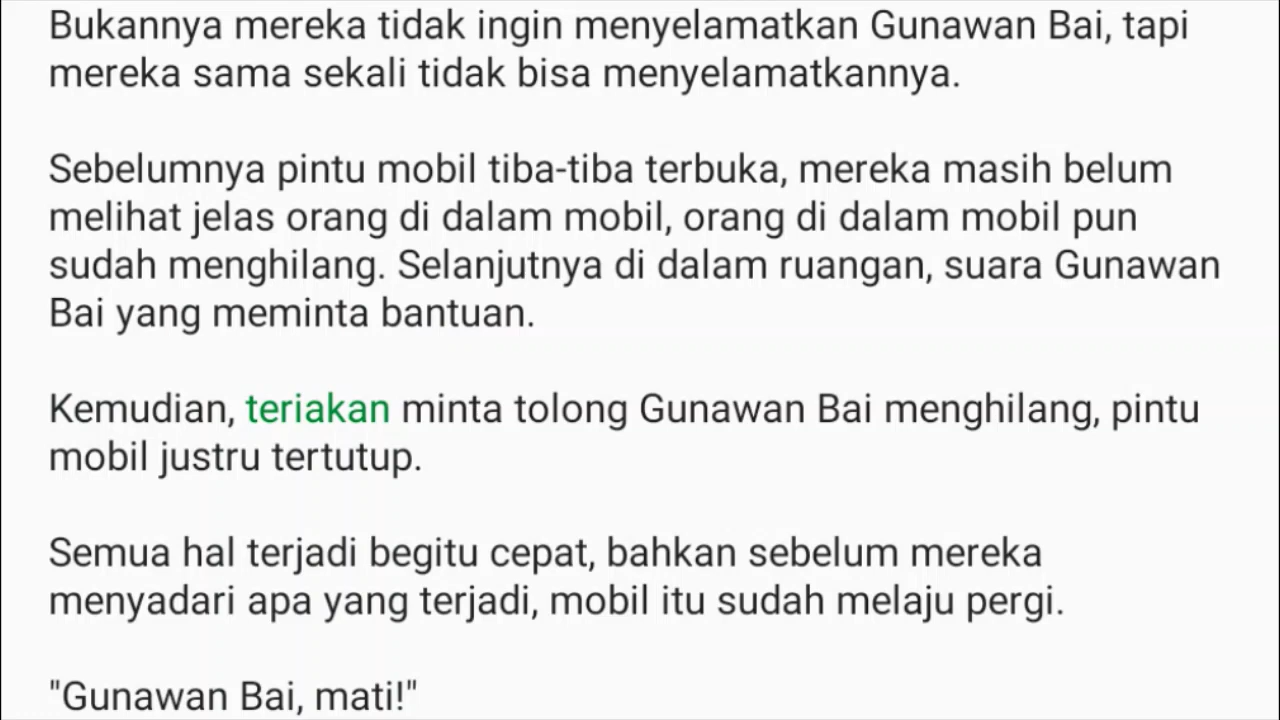 Bukannya mereka tidak ingin menyelamatkan Gunawan Bai, tapi
mereka sama sekali tidak bisa menyelamatkannya.
Sebelumnya pintu mobil tiba-tiba terbuka, mereka masih belum
melihat jelas orang di dalam mobil, orang di dalam mobil pun
sudah menghilang. Selanjutnya di dalam ruangan, suara Gunawan
Bai yang meminta bantuan.
Kemudian, teriakan minta tolong Gunawan Bai menghilang, pintu
mobil justru tertutup.
Semua hal terjadi begitu cepat, bahkan sebelum mereka
menyadari apa yang terjadi, mobil itu sudah melaju pergi.
"Gunawan Bai, mati!"